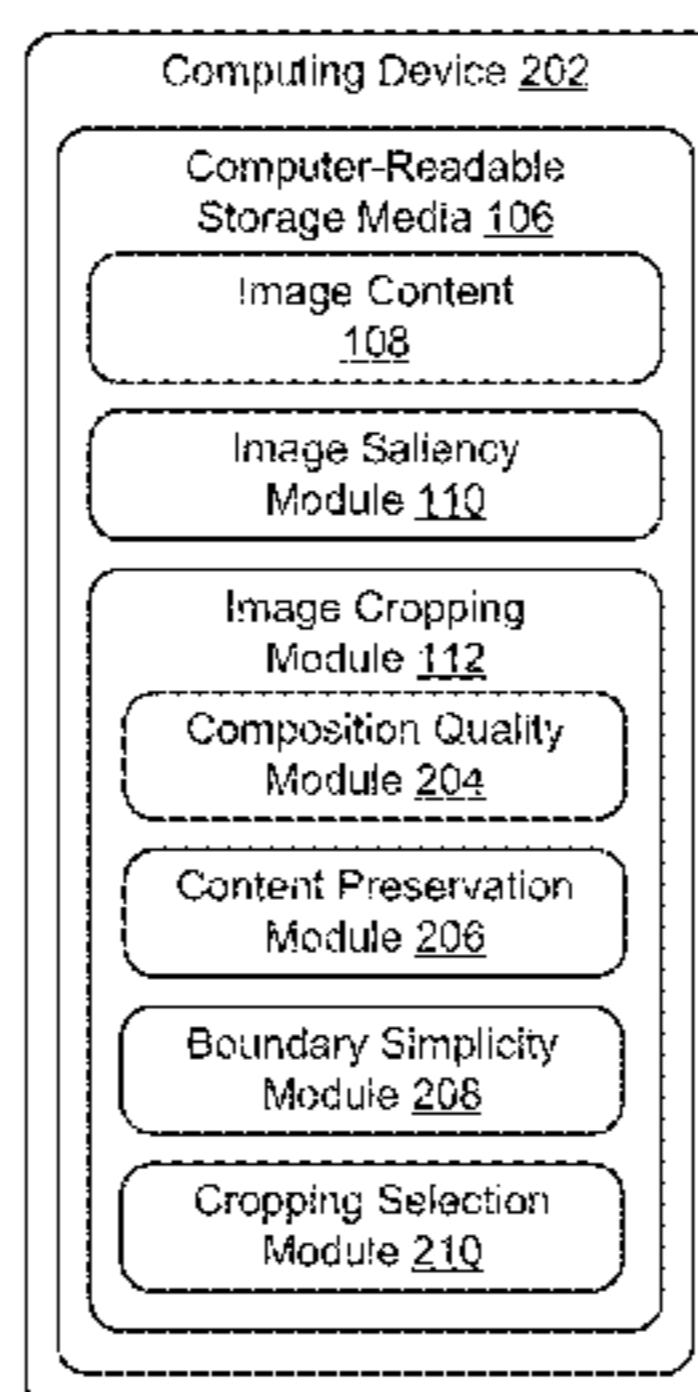 Computing Device 202
Computer-Readable
Storage Media 106
Image Content
108
Image Saliency
Module 110
Image Cropping
Module 112
Composition Quality
Module 204
Content Preservation
Module 206
Boundary Simplicity
Module 208
Cropping Selection
Module 210